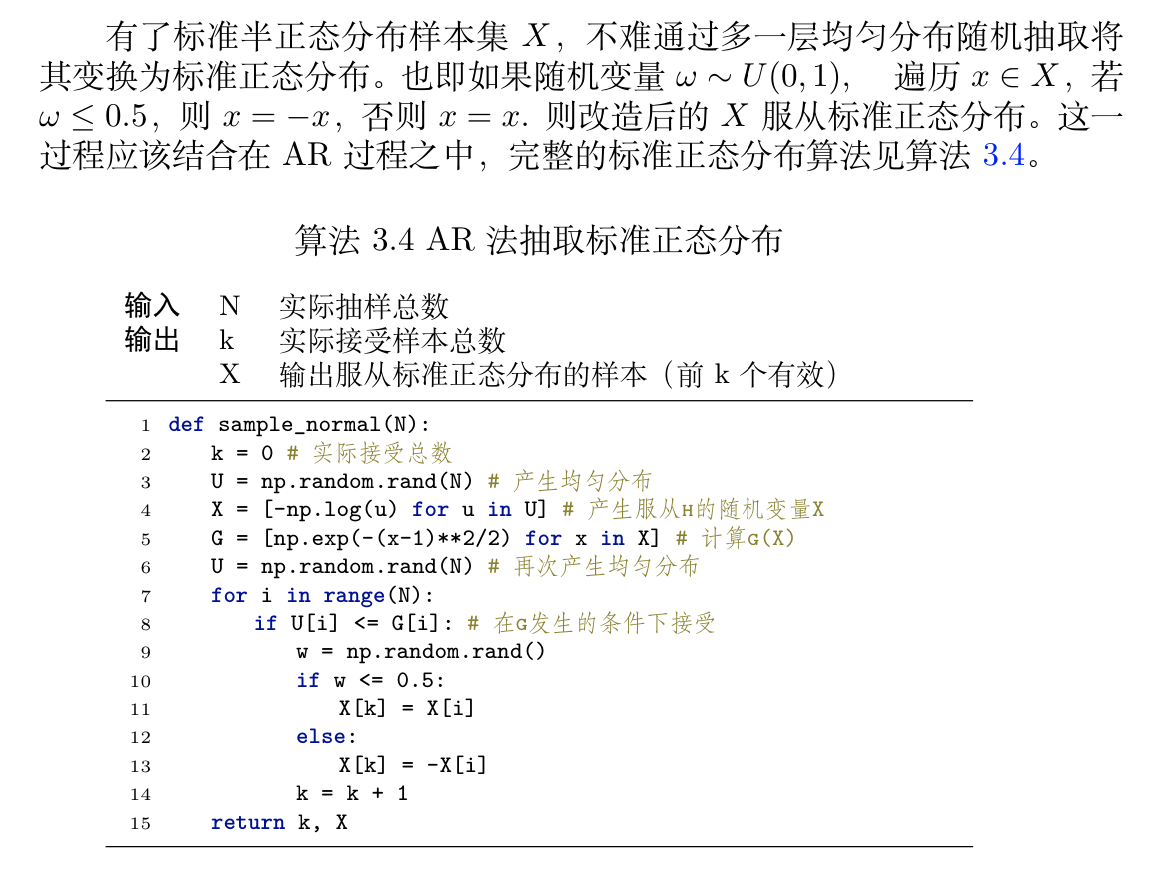 有了标准半正态分布样本集 X，不难通过多一层均匀分布随机抽取将
其变换为标准正态分布。也即如果随机变量 ω ∼ U(0, 1)， 遍历 x ∈ X，若
ω ≤ 0.5，则 x = −x，否则 x = x. 则改造后的 X 服从标准正态分布。这一
过程应该结合在 AR 过程之中，完整的标准正态分布算法见算法 3.4。
算法 3.4 AR 法抽取标准正态分布
输入 N 实际抽样总数
输出 k 实际接受样本总数
X 输出服从标准正态分布的样本（前 k 个有效）
1 def sample_normal(N):
2 k = 0 # 实际接受总数
3 U = np.random.rand(N) # 产生均匀分布
4 X = [-np.log(u) for u in U] # 产生服从H的随机变量X
5 G = [np.exp(-(x-1)**2/2) for x in X] # 计算G(X)
6 U = np.random.rand(N) # 再次产生均匀分布
7 for i in range(N):
8 if U[i] <= G[i]: # 在G发生的条件下接受
9 w = np.random.rand()
10 if w <= 0.5:
11 X[k] = X[i]
12 else:
13 X[k] = -X[i]
14 k = k + 1
15 return k, X